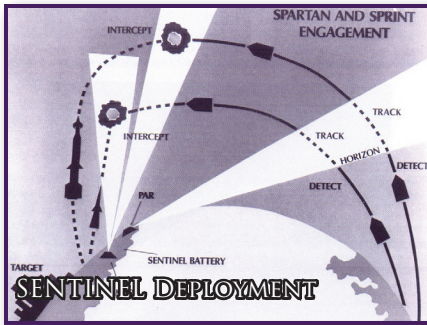 SPARTAN AND SPRINT
ENGAGEMENT
INTERCEPT
TRACK
INTERCEPT
TRACK
HORIZON
DETECT
DETECT
PAR
SENTINEL BATTERY
TARGET
SENTINEL DEPLOYMENT